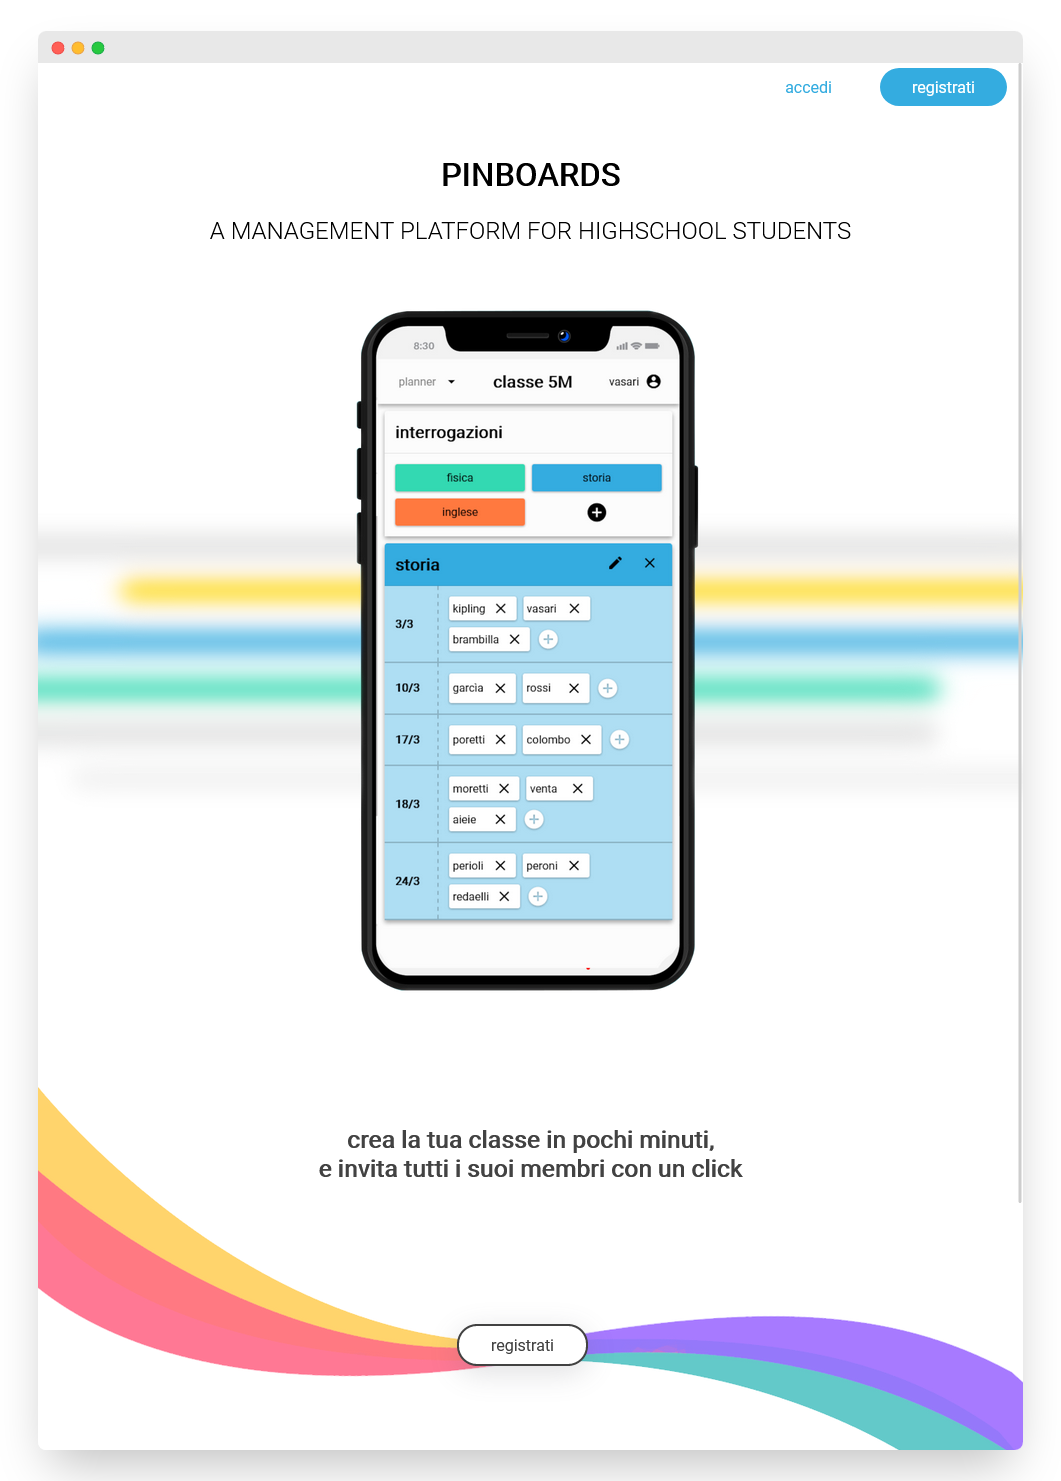 accedi registrati
PINBOARDS
A MANAGEMENT PLATFORM FOR HIGHSCHOOL STUDENTS
8:30
planner classe 5M vasari
interrogazioni
fisica storia
inglese
storia
3/3 kipling vasari
brambilla
10/3 garcia rossi
17/3 poretti colombo
18/3 moretti venta
aieie
24/3 perioli peroni
redaelli
crea la tua classe in pochi minuti,
e invita tutti i suoi membri con un click
registrati